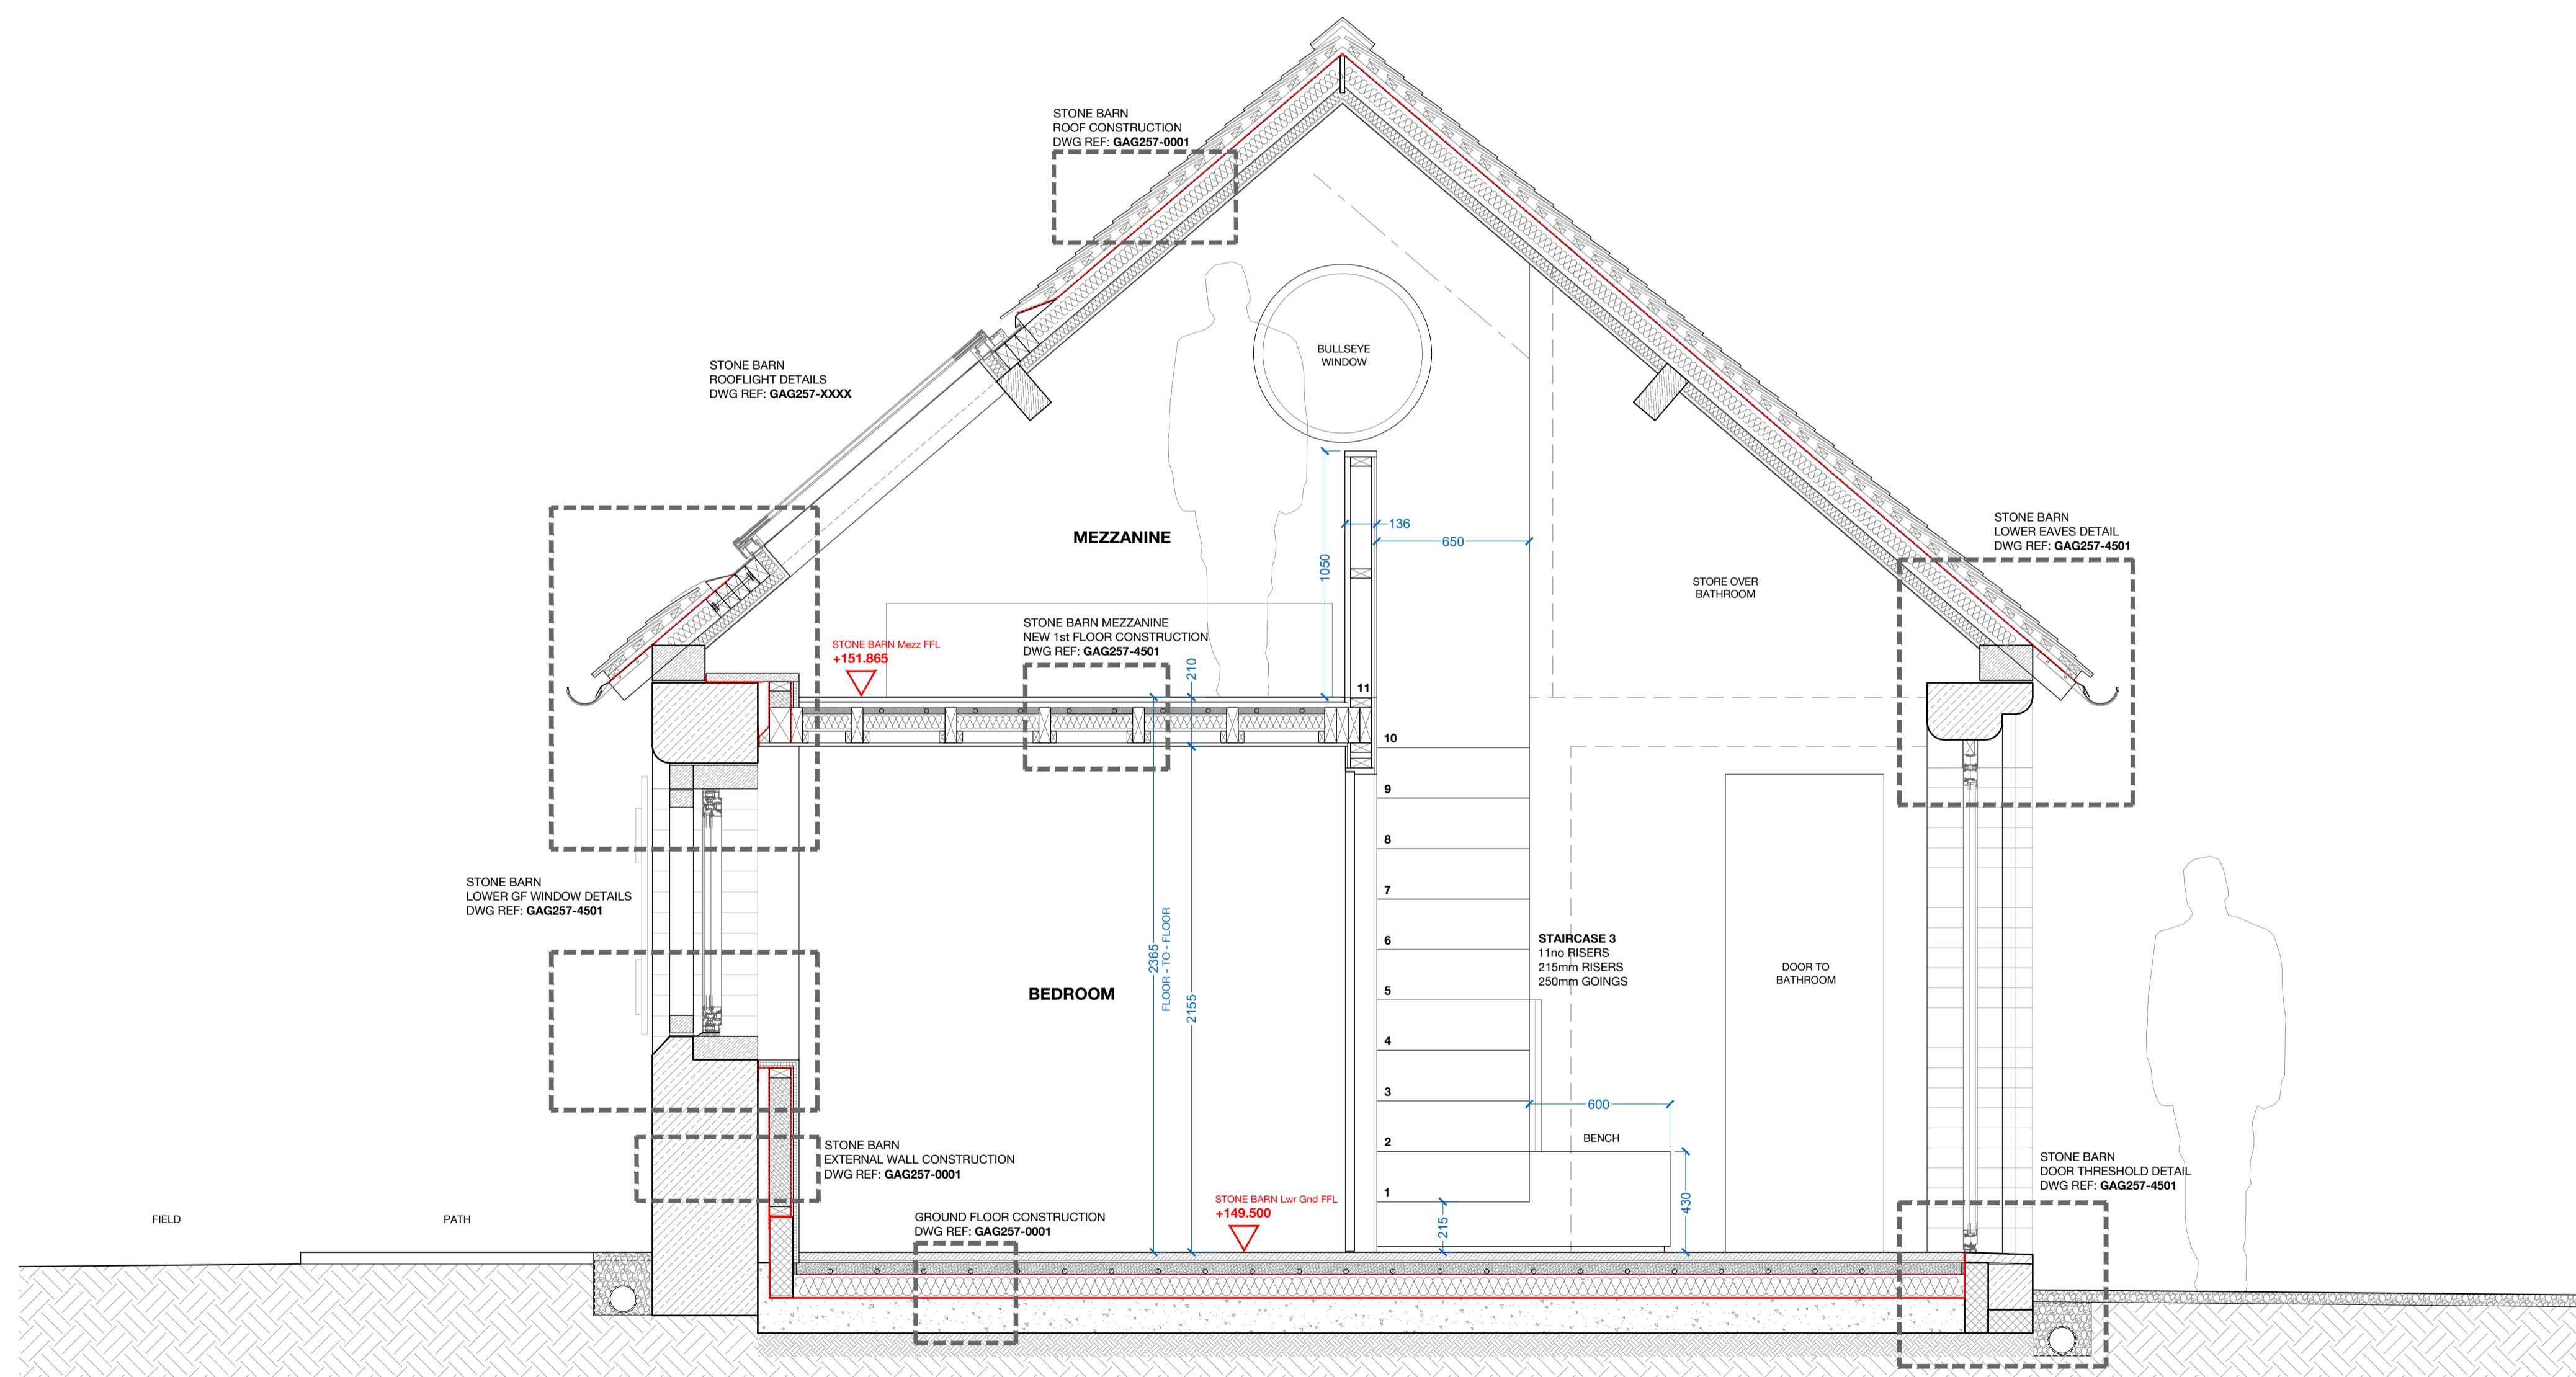 STONE BARN
ROOF CONSTRUCTION
DWG REF: GAG257-0001
STONE BARN
ROOFLIGHT DETAILS
DWG REF: GAG257-XXXX
BULLSEYE
WINDOW
MEZZANINE
136
650
1050
STONE BARN
LOWER EAVES DETAIL
DWG REF: GAG257-4501
STORE OVER
BATHROOM
STONE BARN MEZZANINE
NEW 1st FLOOR CONSTRUCTION
DWG REF: GAG257-4501
STONE BARN Mezz FFL
+151.865
210
11
10
9
8
7
6
5
4
3
2
1
STONE BARN
LOWER GF WINDOW DETAILS
DWG REF: GAG257-4501
2365
FLOOR - TO - FLOOR
2155
BEDROOM
STAIRCASE 3
11no RISERS
215mm RISERS
250mm GOINGS
DOOR TO
BATHROOM
600
BENCH
430
215
STONE BARN
EXTERNAL WALL CONSTRUCTION
DWG REF: GAG257-0001
STONE BARN
DOOR THRESHOLD DETAIL
DWG REF: GAG257-4501
STONE BARN Lwr Gnd FFL
+149.500
GROUND FLOOR CONSTRUCTION
DWG REF: GAG257-0001
FIELD
PATH